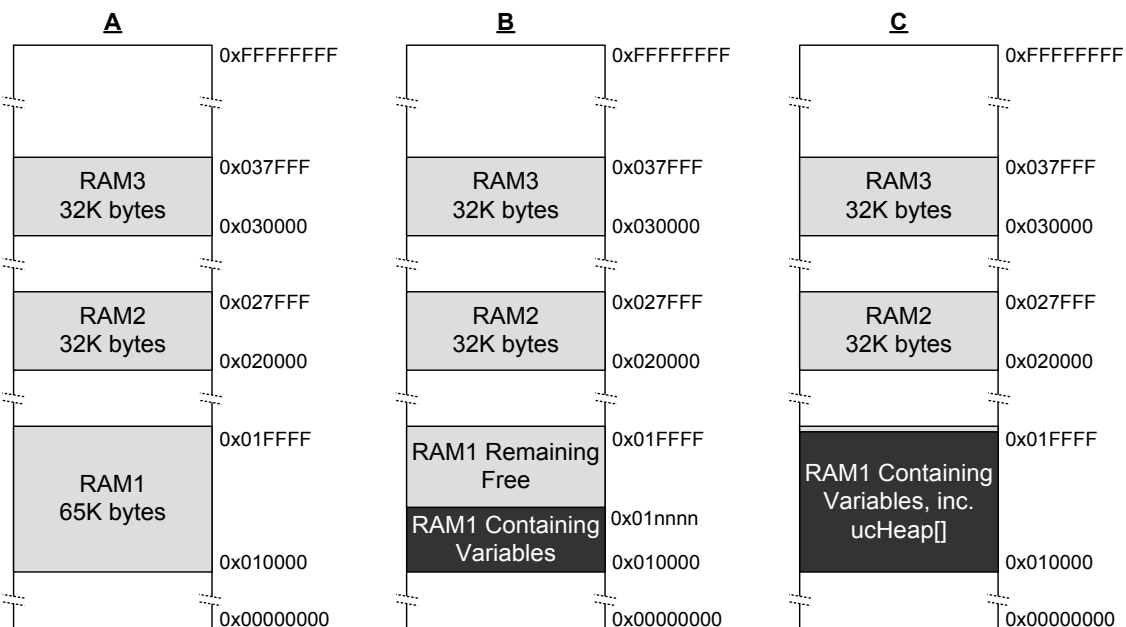 A
0xFFFFFFFF
RAM3
32K bytes
0x037FFF
0x030000
RAM2
32K bytes
0x027FFF
0x020000
RAM1
65K bytes
0x01FFFF
0x010000
0x00000000
B
0xFFFFFFFF
RAM3
32K bytes
0x037FFF
0x030000
RAM2
32K bytes
0x027FFF
0x020000
RAM1 Remaining
Free
0x01FFFF
RAM1 Containing
Variables
0x01nnnn
0x010000
0x00000000
C
0xFFFFFFFF
RAM3
32K bytes
0x037FFF
0x030000
RAM2
32K bytes
0x027FFF
0x020000
RAM1 Containing
Variables, inc.
ucHeap[]
0x01FFFF
0x010000
0x00000000